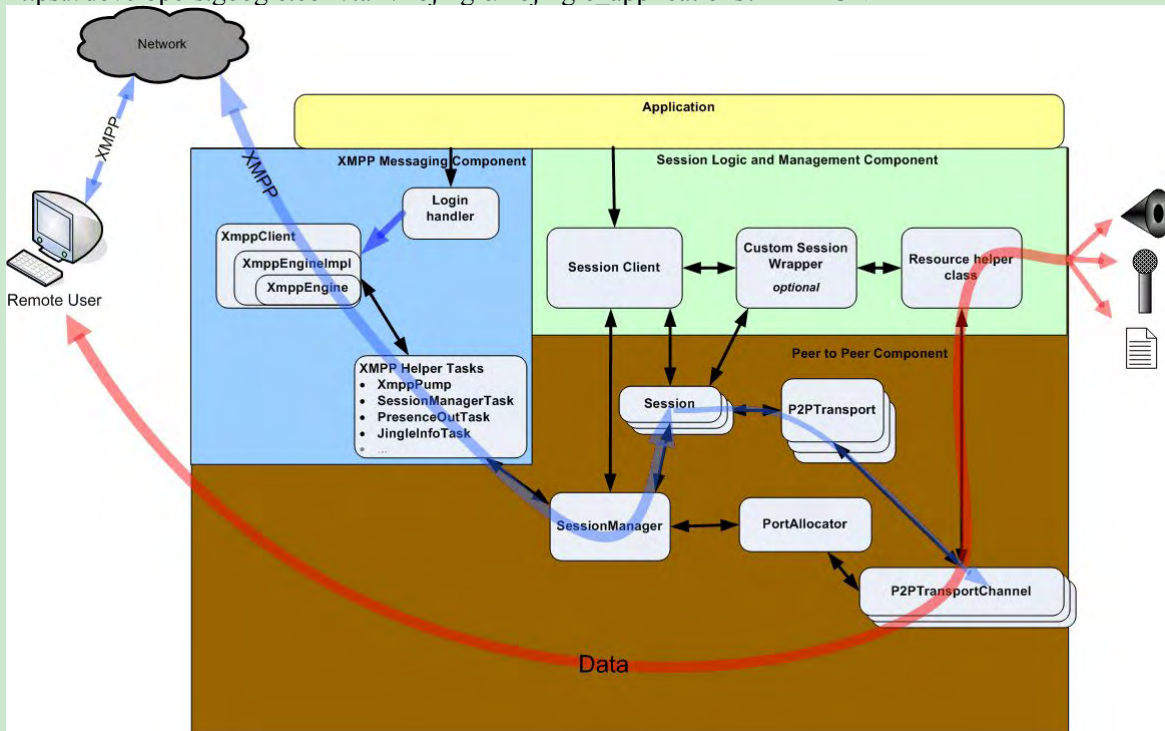 Network
Application
XMPP
XMPP
XMPP Messaging Component
Session Logic and Management Component
Login
handler
XmppClient
XmppEngineImpl
XmppEngine
Session Client
Custom Session
Wrapper
optional
Resource helper
class
Remote User
XMPP Helper Tasks
• XmppPump
• SessionManagerTask
• PresenceOutTask
• JingleInfoTask
• ...
Peer to Peer Component
Session
P2PTransport
SessionManager
PortAllocator
P2PTransportChannel
Data